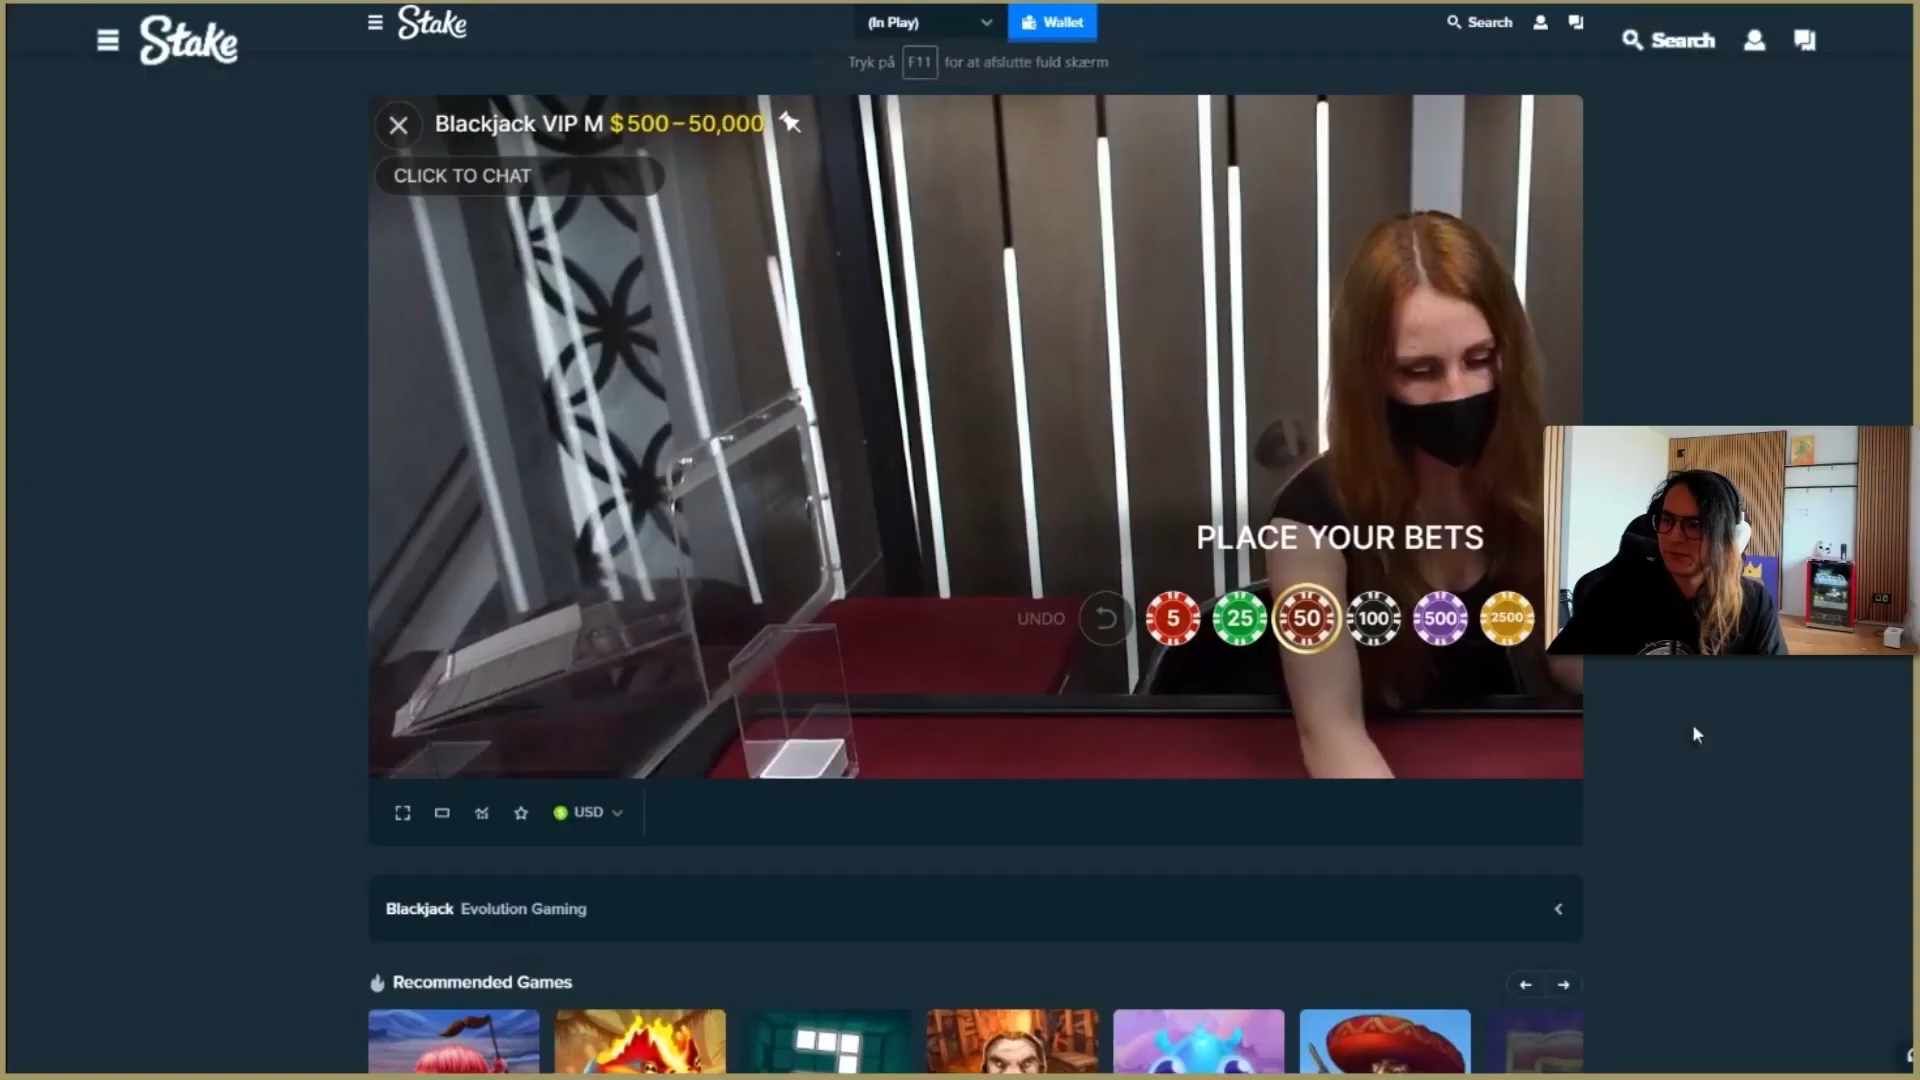 Stake
Stake
(In Play)
Wallet
Search
Search
Tryk på F11 for at afslutte fuld skærm
Blackjack VIP M $500–50,000
CLICK TO CHAT
PLACE YOUR BETS
UNDO
5
25
50
100
500
2500
USD
Blackjack Evolution Gaming
Recommended Games